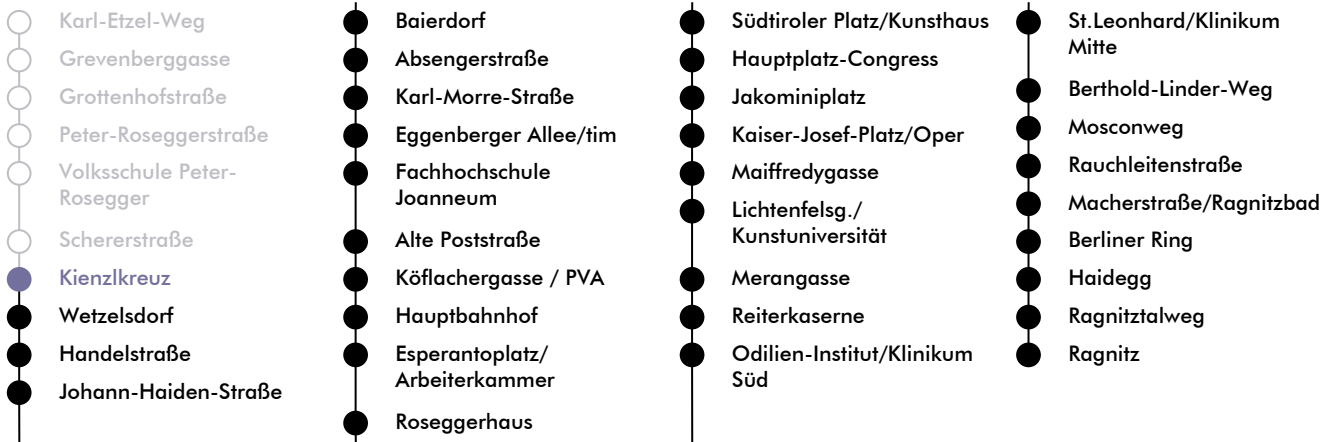 Karl-Etzel-Weg
Grevenberggasse
Grottenhofstraße
Peter-Roseggerstraße
Volksschule Peter-
Rosegger
Schererstraße
Kienzlkreuz
Wetzelsdorf
Handelstraße
Johann-Haiden-Straße
Baierdorf
Absengerstraße
Karl-Morre-Straße
Eggenberger Allee/tim
Fachhochschule
Joanneum
Alte Poststraße
Köflachergasse / PVA
Hauptbahnhof
Esperantoplatz/
Arbeiterkammer
Roseggerhaus
Südtiroler Platz/Kunsthaus
Hauptplatz-Congress
Jakominiplatz
Kaiser-Josef-Platz/Oper
Maiffredygasse
Lichtenfelsg./
Kunstuniversität
Merangasse
Reiterkaserne
Odilien-Institut/Klinikum
Süd
St.Leonhard/Klinikum
Mitte
Berthold-Linder-Weg
Mosconweg
Rauchleitenstraße
Macherstraße/Ragnitzbad
Berliner Ring
Haidegg
Ragnitztalweg
Ragnitz